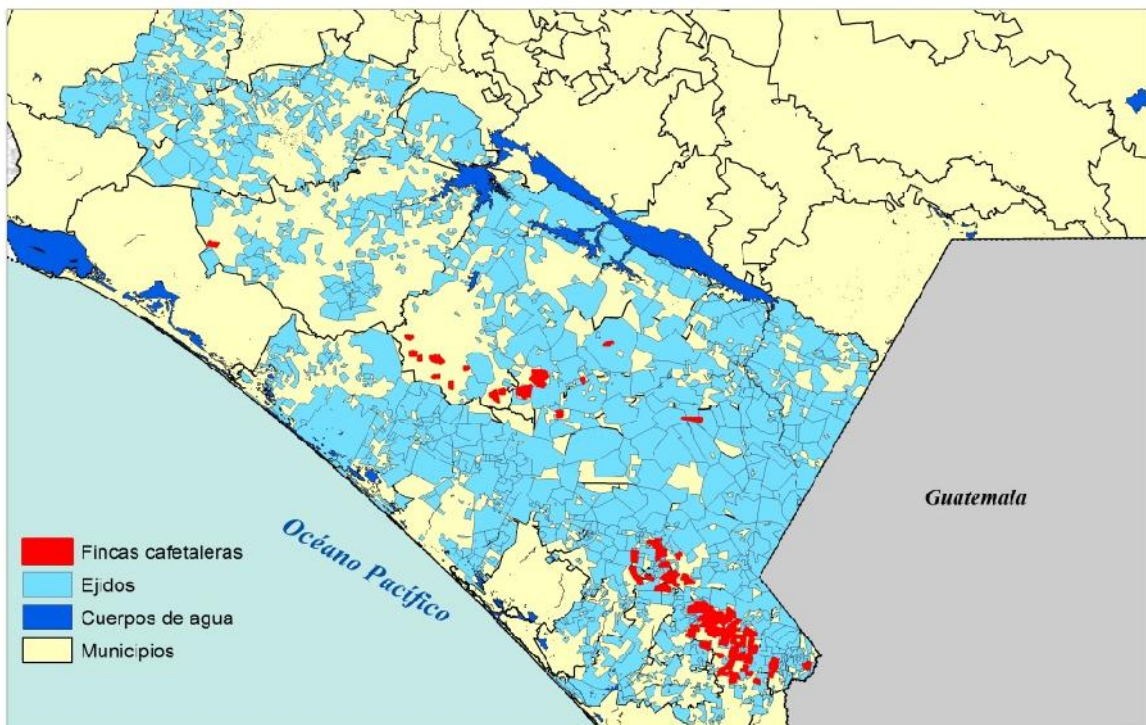 Guatemala
Océano Pacífico
Fincas cafetaleras
Ejidos
Cuerpos de agua
Municipios